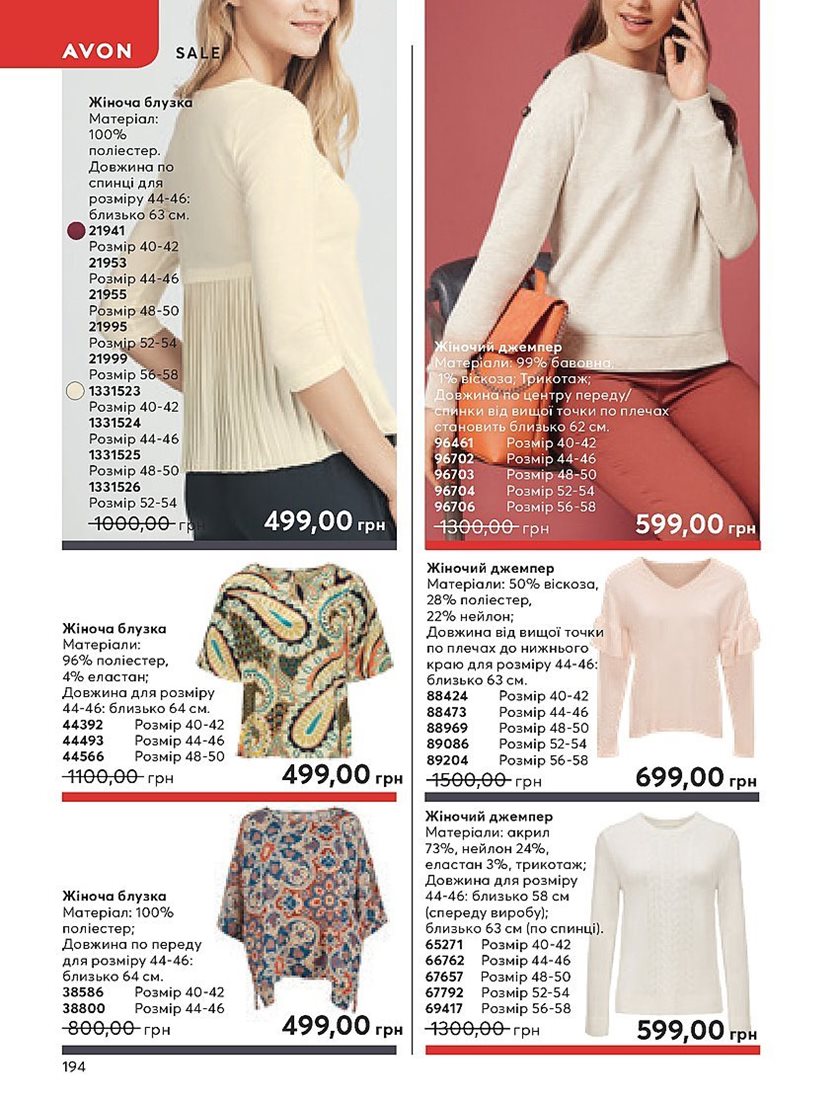 AVON
SALE
Жіноча блузка
Матеріал:
100%
поліестер.
Довжина по
спинці для
розміру 44-46:
близько 63 см.
21941
Розмір 40-42
21953
Розмір 44-46
21955
Розмір 48-50
21995
Розмір 52-54
21999
Розмір 56-58
1331523
Розмір 40-42
1331524
Розмір 44-46
1331525
Розмір 48-50
1331526
Розмір 52-54
1000,00 грн 499,00 грн
Жіноча блузка
Матеріали:
96% поліестер,
4% еластан;
Довжина для розміру
44-46: близько 64 см.
44392 Розмір 40-42
44493 Розмір 44-46
44566 Розмір 48-50
1100,00 грн 499,00 грн
Жіноча блузка
Матеріал: 100%
поліестер;
Довжина по переду
для розміру 44-46:
близько 64 см.
38586 Розмір 40-42
38800 Розмір 44-46
800,00 грн 499,00 грн
Жіночий джемпер
Матеріали: 99% бавовна,
1% віскоза; Трикотаж;
Довжина по центру переду/
спинки від вищої точки по плечах
становить близько 62 см.
96461 Розмір 40-42
96702 Розмір 44-46
96703 Розмір 48-50
96704 Розмір 52-54
96706 Розмір 56-58
1300,00 грн 599,00 грн
Жіночий джемпер
Матеріали: 50% віскоза,
28% поліестер,
22% нейлон;
Довжина від вищої точки
по плечах до нижнього
краю для розміру 44-46:
близько 63 см.
88424 Розмір 40-42
88473 Розмір 44-46
88969 Розмір 48-50
89086 Розмір 52-54
89204 Розмір 56-58
1500,00 грн 699,00 грн
Жіночий джемпер
Матеріали: акрил
73%, нейлон 24%,
еластан 3%, трикотаж;
Довжина для розміру
44-46: близько 58 см
(спереду виробу);
близько 63 см (по спинці).
65271 Розмір 40-42
66762 Розмір 44-46
67657 Розмір 48-50
67792 Розмір 52-54
69417 Розмір 56-58
1300,00 грн 599,00 грн
194